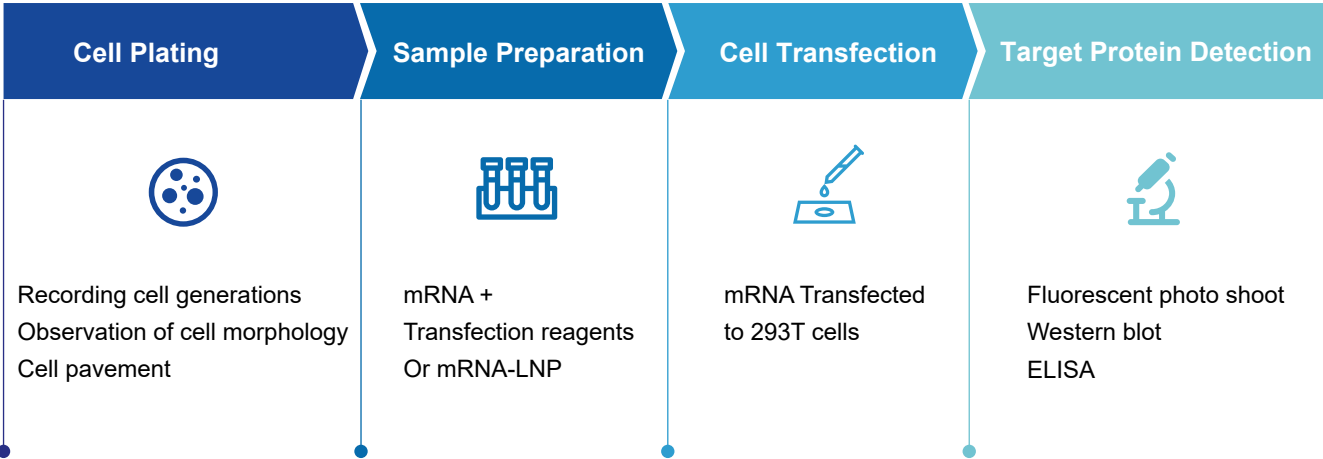 Cell Plating
Sample Preparation
Cell Transfection
Target Protein Detection
Recording cell generations
Observation of cell morphology
Cell pavement
mRNA +
Transfection reagents
Or mRNA-LNP
mRNA Transfected
to 293T cells
Fluorescent photo shoot
Western blot
ELISA